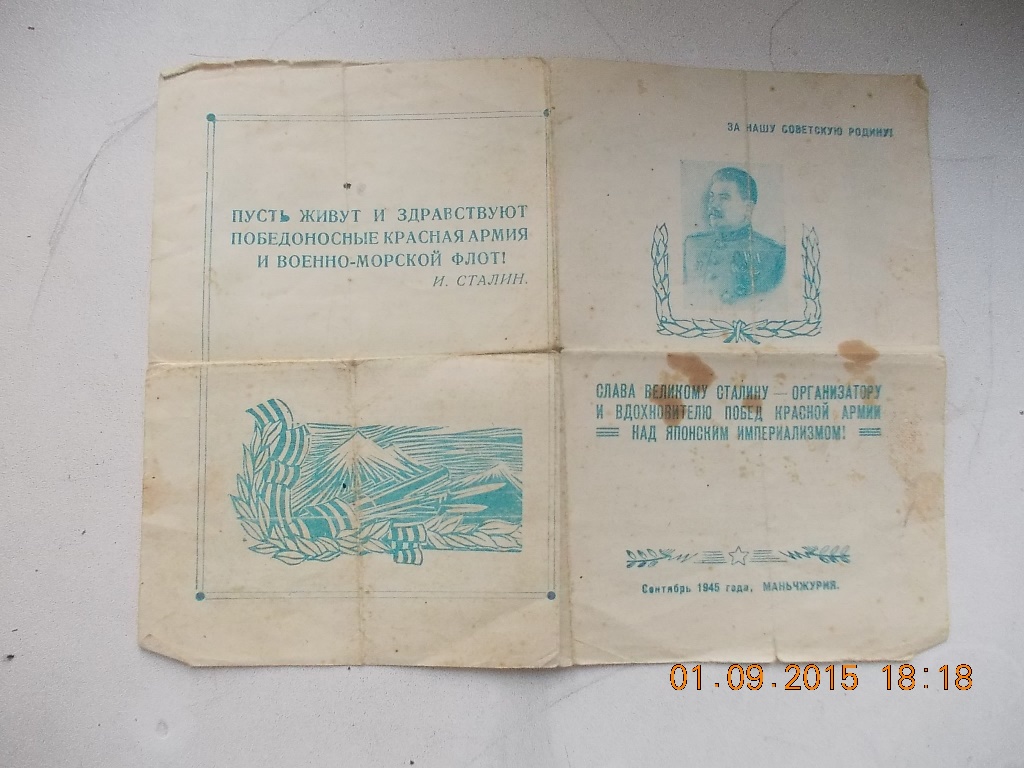 ПУСТЬ ЖИВУТ И ЗДРАВСТВУЮТ
ПОБЕДОНОСНЫЕ КРАСНАЯ АРМИЯ
И ВОЕННО-МОРСКОЙ ФЛОТ!
И. СТАЛИН.
ЗА НАШУ СОВЕТСКУЮ РОДИНУ!
СЛАВА ВЕЛИКОМУ СТАЛИНУ — ОРГАНИЗАТОРУ
И ВДОХНОВИТЕЛЮ ПОБЕД КРАСНОЙ АРМИИ
НАД ЯПОНСКИМ ИМПЕРИАЛИЗМОМ!
Сентябрь 1945 года, МАНЬЧЖУРИЯ.
01.09.2015 18:18